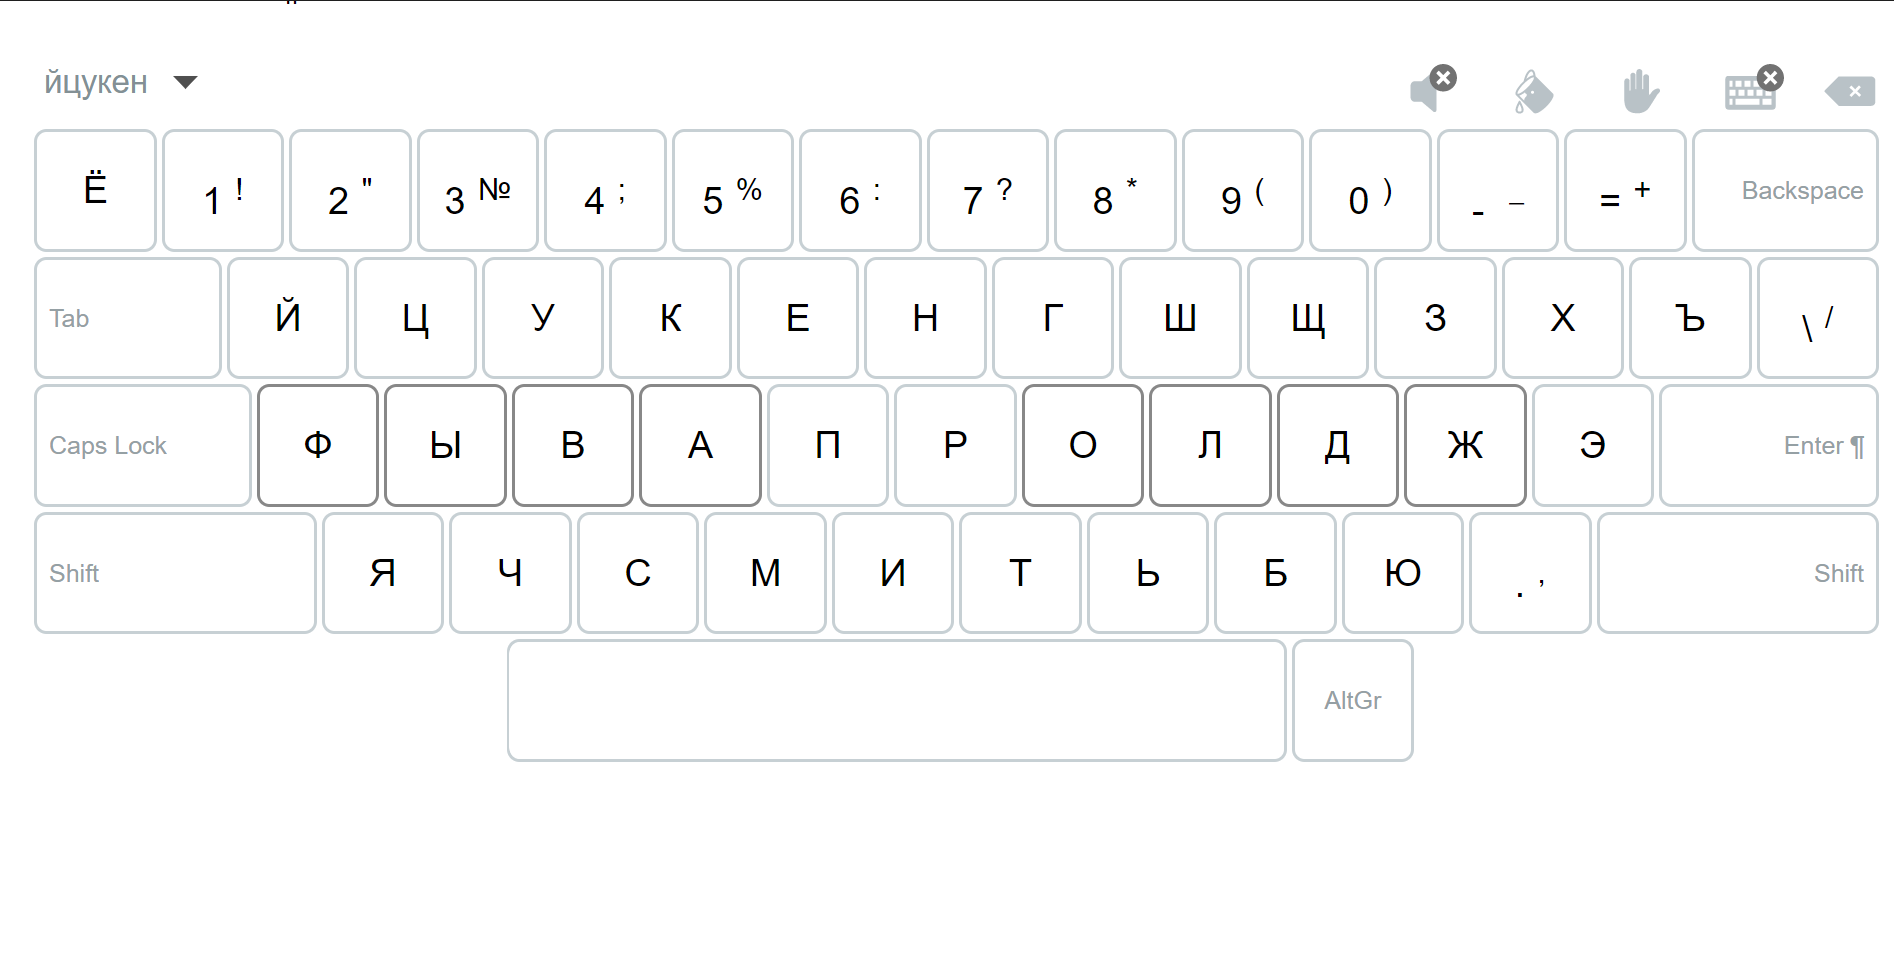 йцукен
Ё 1 ! 2 " 3 № 4 ; 5 % 6 : 7 ? 8 * 9 ( 0 ) - _ = + Backspace
Tab Й Ц У К Е Н Г Ш Щ З Х Ъ \ /
Caps Lock Ф Ы В А П Р О Л Д Ж Э Enter ¶
Shift Я Ч С М И Т Ь Б Ю . , Shift
AltGr